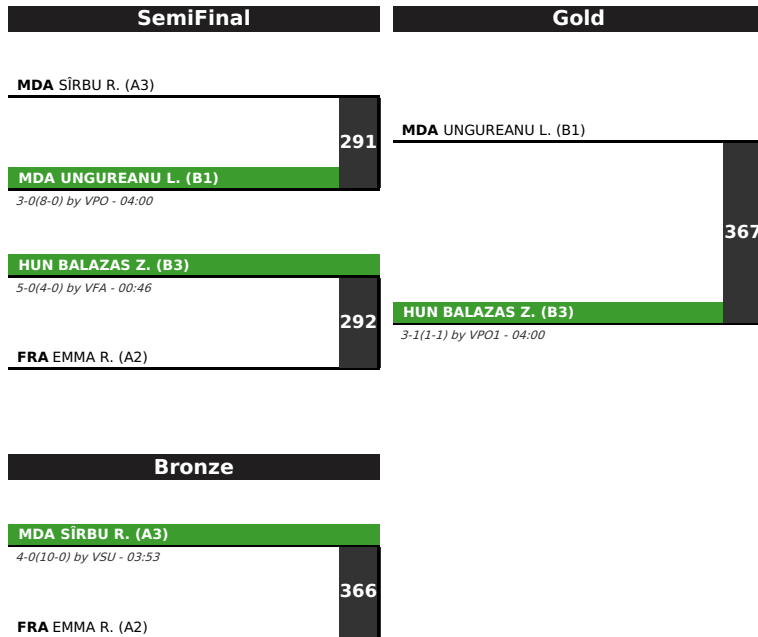 SemiFinal
MDA SÎRBU R. (A3)
291
MDA UNGUREANU L. (B1)
3-0(8-0) by VPO - 04:00
HUN BALAZAS Z. (B3)
5-0(4-0) by VFA - 00:46
292
FRA EMMA R. (A2)
Gold
MDA UNGUREANU L. (B1)
367
HUN BALAZAS Z. (B3)
3-1(1-1) by VPO1 - 04:00
Bronze
MDA SÎRBU R. (A3)
4-0(10-0) by VSU - 03:53
366
FRA EMMA R. (A2)